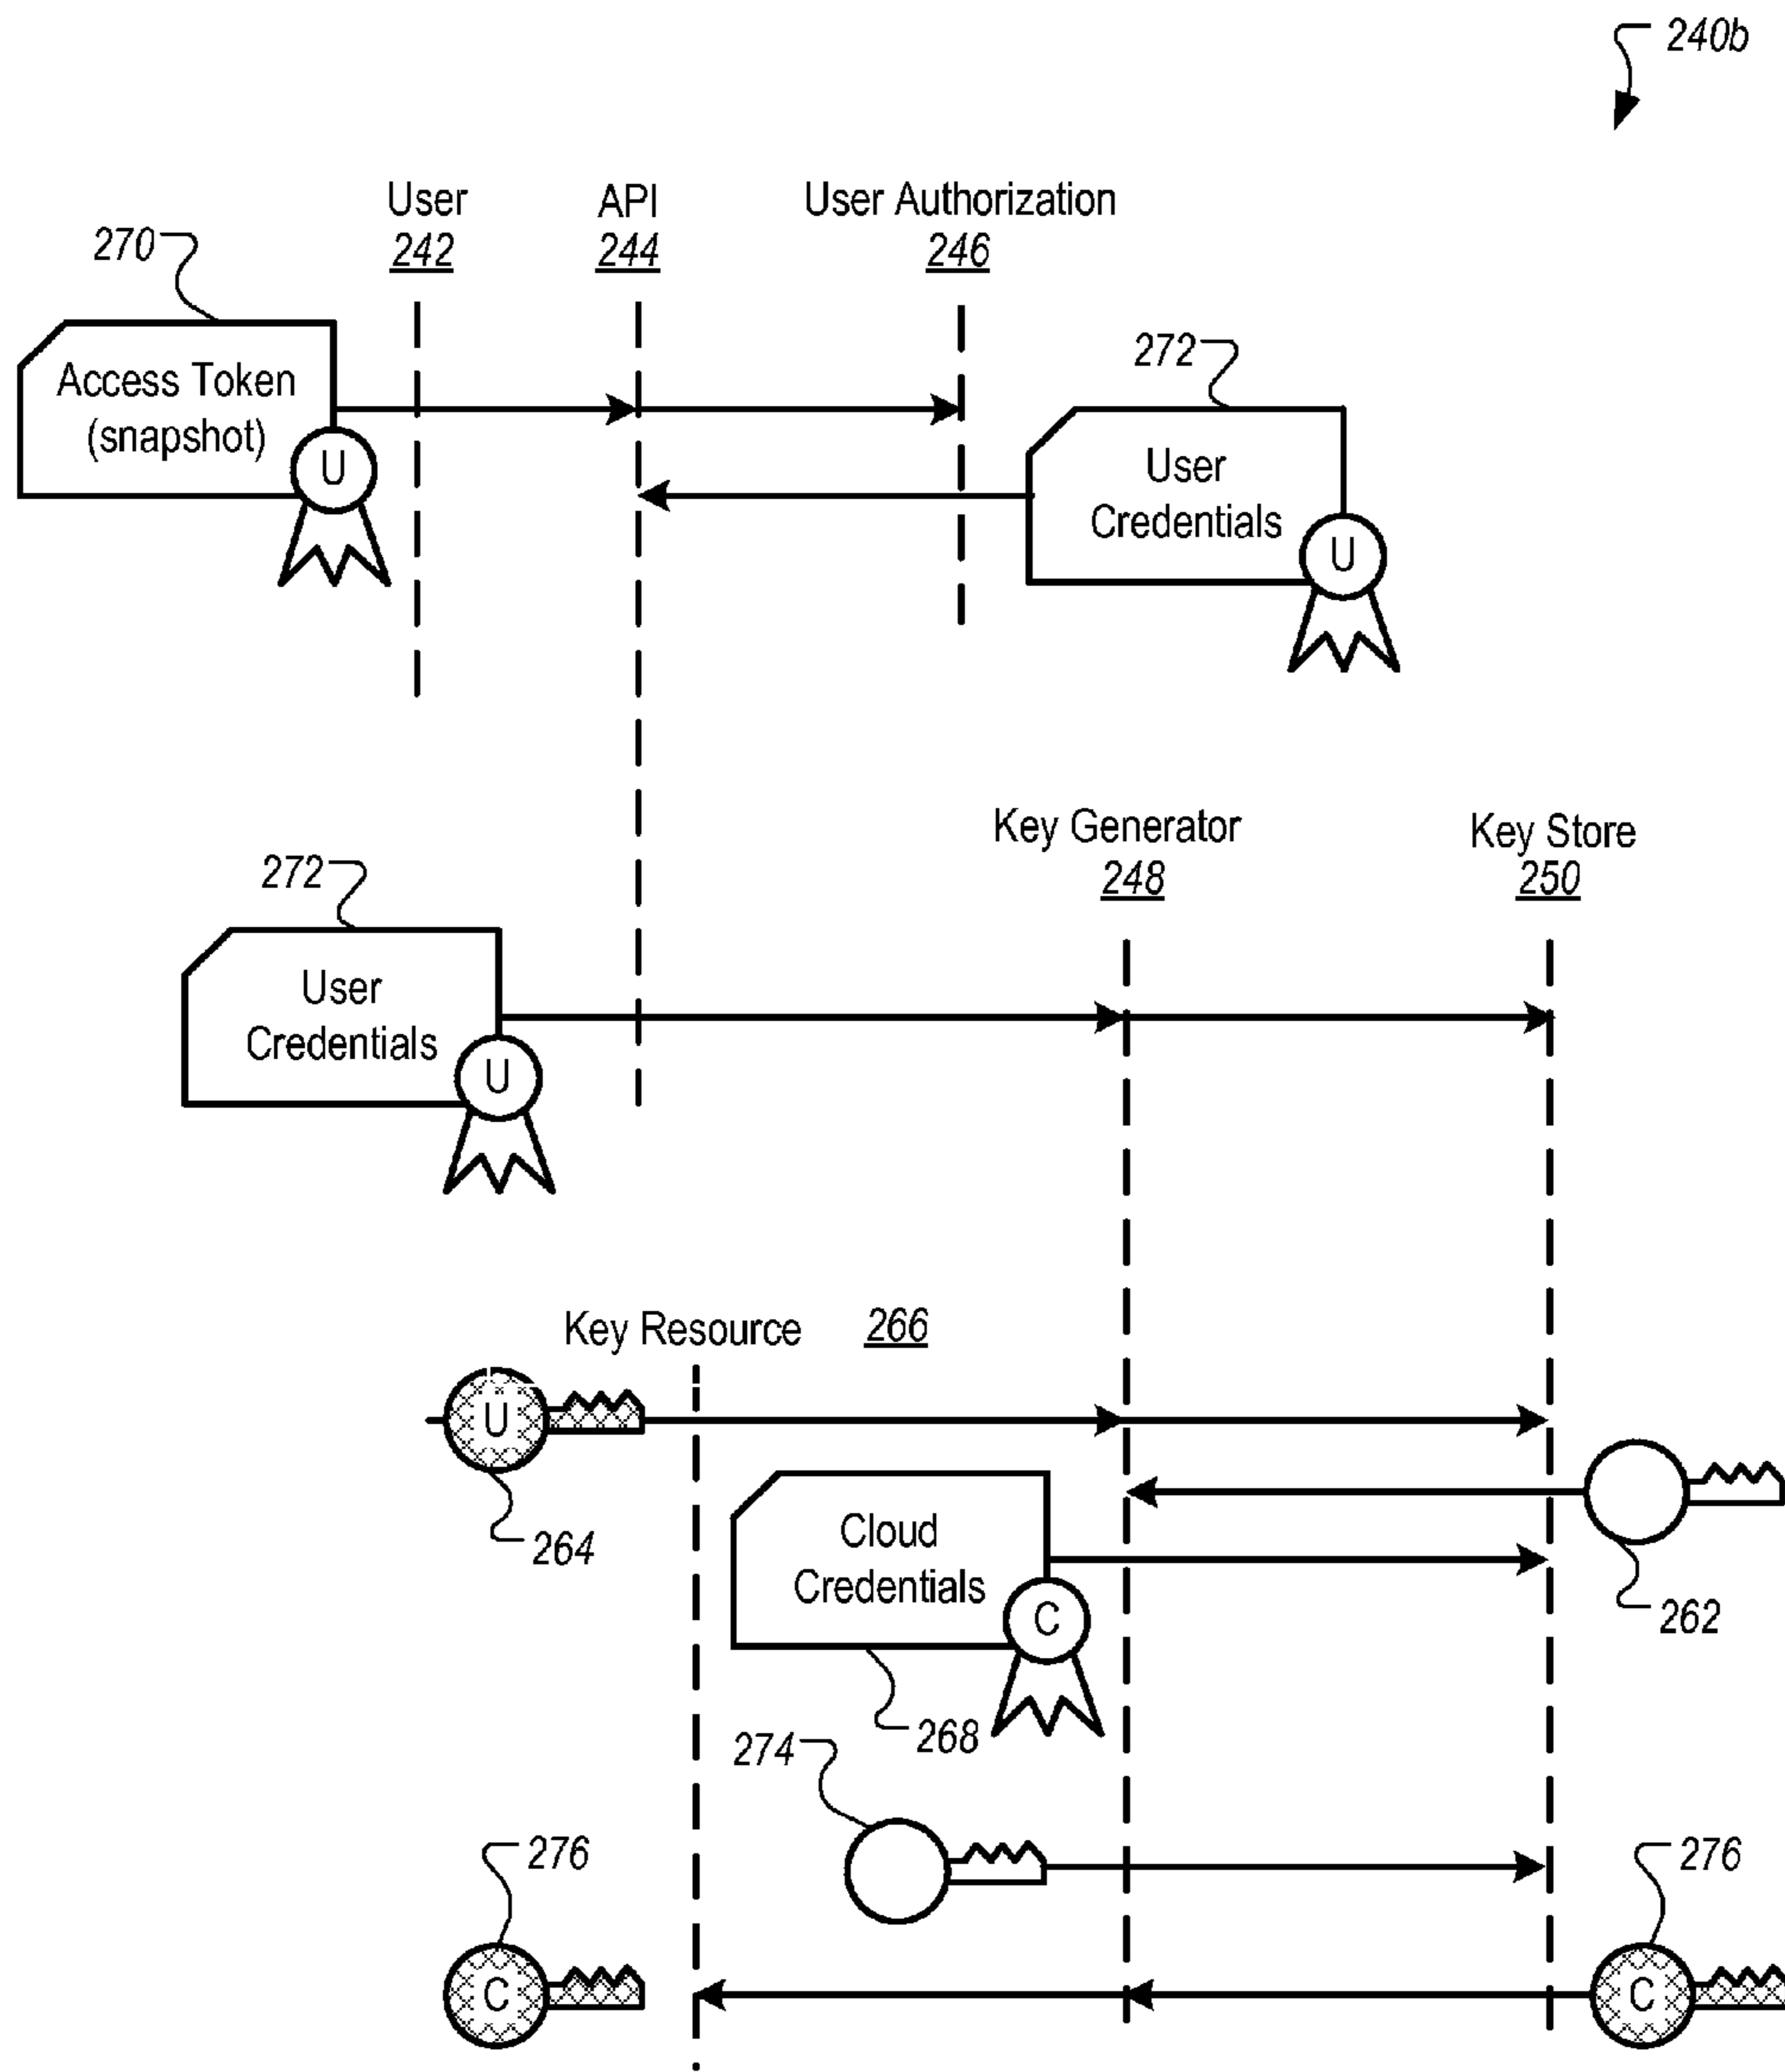 240b
User
242
API
244
User Authorization
246
270
Access Token
(snapshot)
U
272
User
Credentials
U
Key Generator
248
Key Store
250
272
User
Credentials
U
Key Resource 266
U
264
262
Cloud
Credentials
C
268
274
276
276
C
C